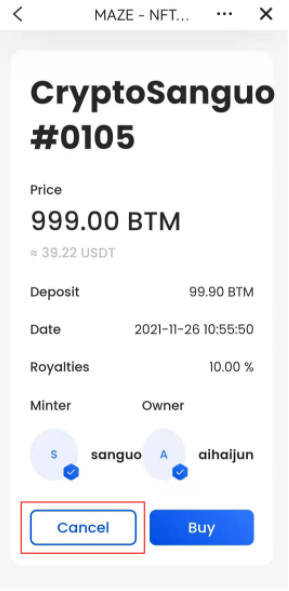 MAZE - NFT...
CryptoSanguo
#0105
Price
999.00 BTM
≈ 39.22 USDT
Deposit 99.90 BTM
Date 2021-11-26 10:55:50
Royalties 10.00 %
Minter Owner
S sanguo A aihaijun
Cancel Buy